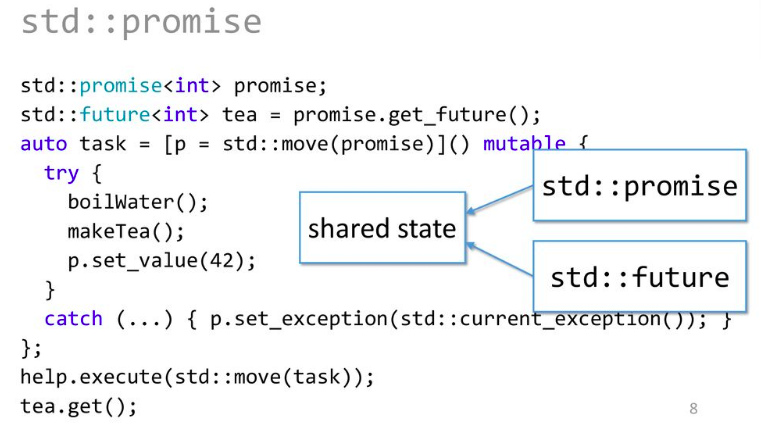 std::promise
std::promise<int> promise;
std::future<int> tea = promise.get_future();
auto task = [p = std::move(promise)]() mutable {
try {
boilWater();
makeTea();
p.set_value(42);
}
catch (...) { p.set_exception(std::current_exception()); }
};
help.execute(std::move(task));
tea.get();
shared state
std::promise
std::future
8